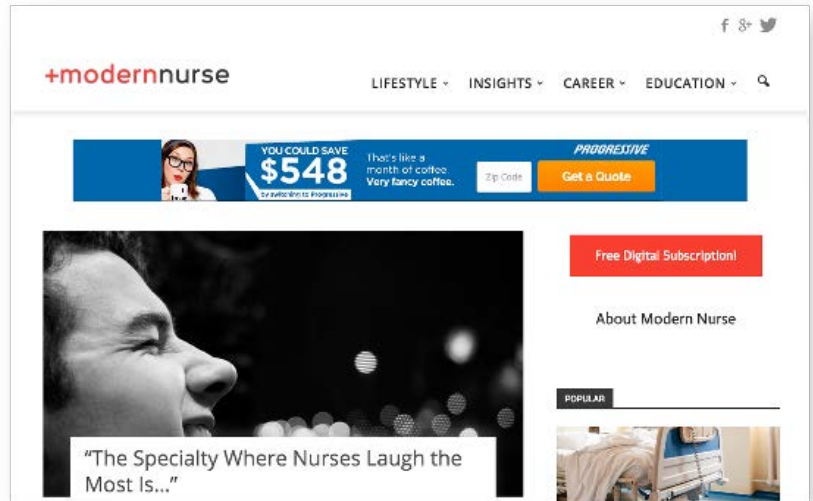 +modernnurse
LIFESTYLE
INSIGHTS
CAREER
EDUCATION
YOU COULD SAVE
$548
by switching to Progressive
That's like a
month of coffee.
Very fancy coffee.
Zip Code
PROGRESSIVE
Get a Quote
Free Digital Subscription!
About Modern Nurse
POPULAR
“The Specialty Where Nurses Laugh the
Most Is...”